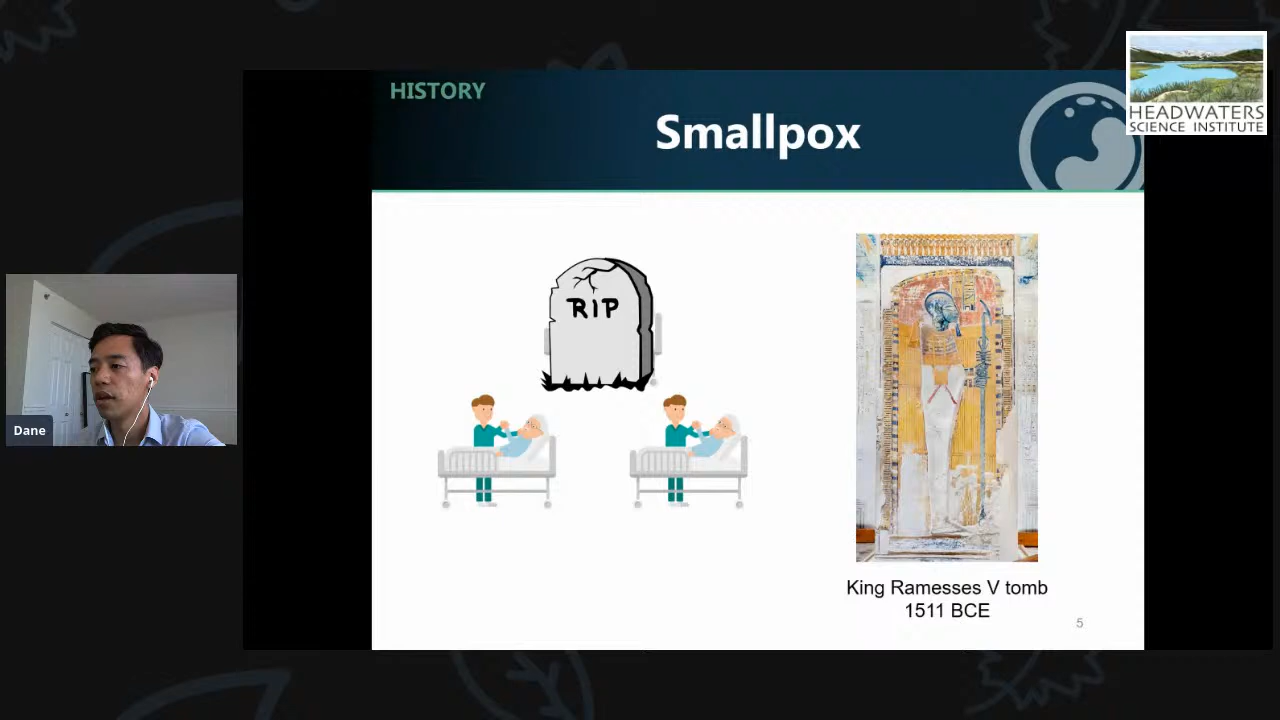 HISTORY
Smallpox
HEADWATERS
SCIENCE INSTITUTE
RIP
Dane
King Ramesses V tomb
1511 BCE
5